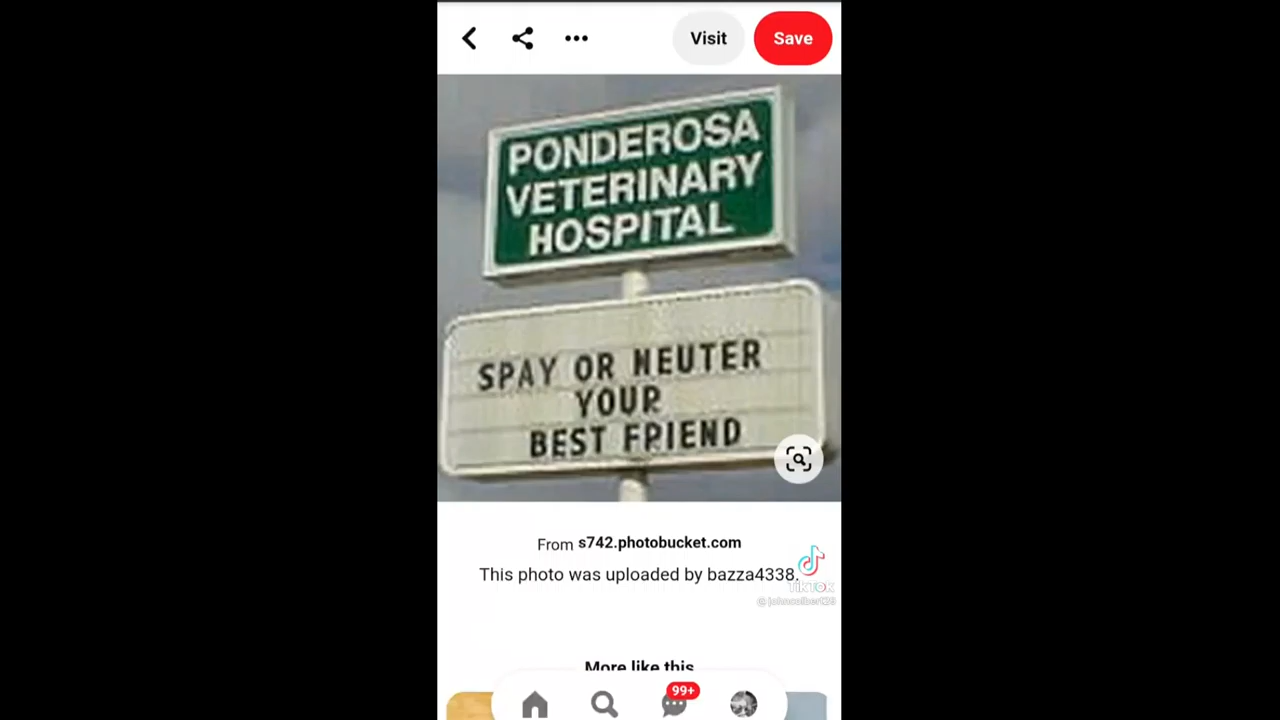 Visit
Save
PONDEROSA
VETERINARY
HOSPITAL
SPAY OR NEUTER
YOUR
BEST FRIEND
From s742.photobucket.com
This photo was uploaded by bazza4338.
TikTok
More like this
99+